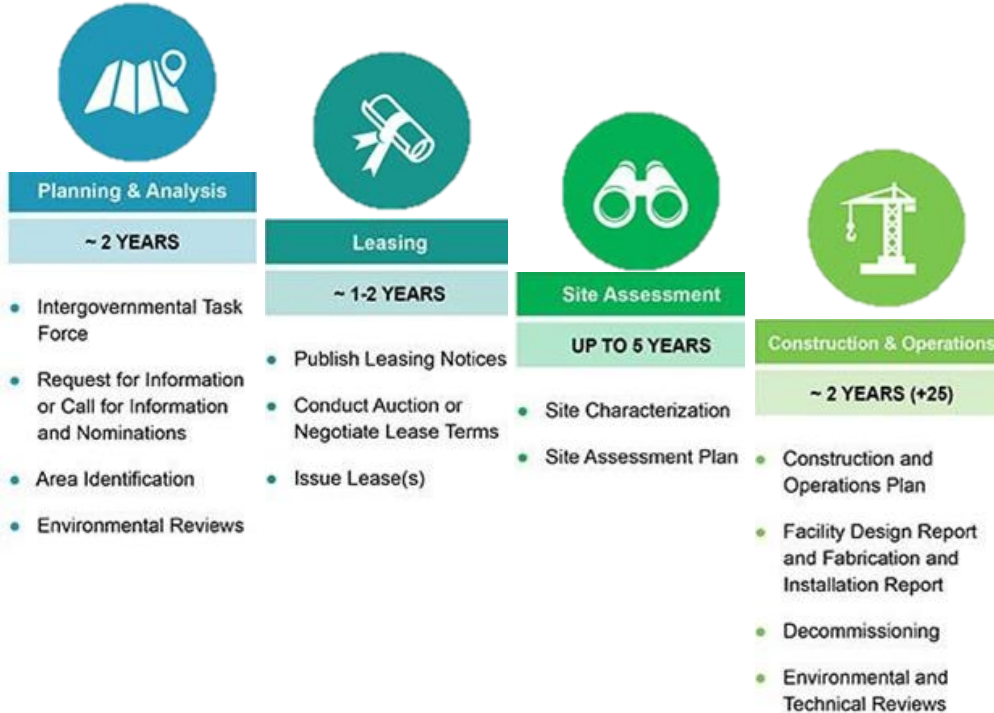 Planning & Analysis
~ 2 YEARS
Intergovernmental Task
Force
Request for Information
or Call for Information
and Nominations
Area Identification
Environmental Reviews
Leasing
~ 1-2 YEARS
Publish Leasing Notices
Conduct Auction or
Negotiate Lease Terms
Issue Lease(s)
Site Assessment
UP TO 5 YEARS
Site Characterization
Site Assessment Plan
Construction & Operations
~ 2 YEARS (+25)
Construction and
Operations Plan
Facility Design Report
and Fabrication and
Installation Report
Decommissioning
Environmental and
Technical Reviews